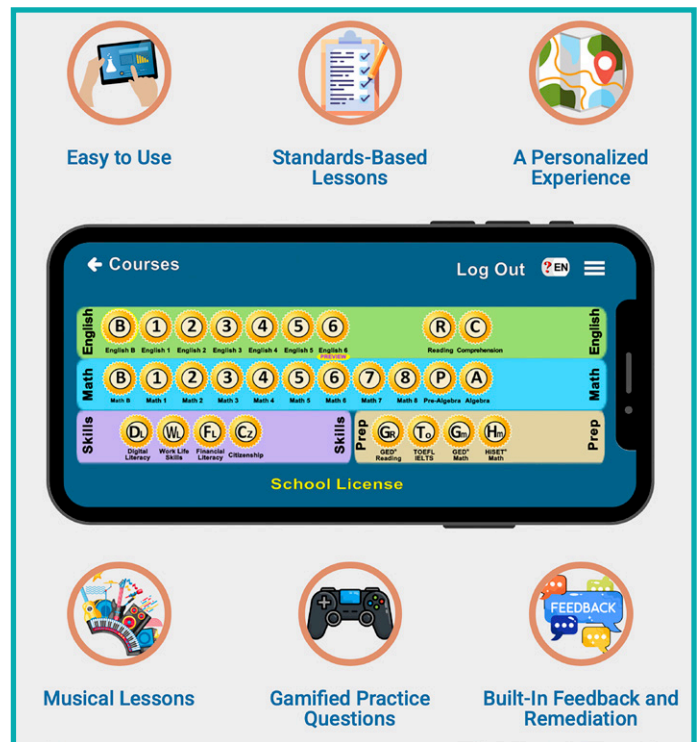 Easy to Use
Standards-Based
Lessons
A Personalized
Experience
Courses
Log Out
? EN
English
B 1 2 3 4 5 6 R C
English B English 1 English 2 English 3 English 4 English 5 English 6 Reading Comprehension
PREVIEW
English
Math
B 1 2 3 4 5 6 7 8 P A
Math B Math 1 Math 2 Math 3 Math 4 Math 5 Math 6 Math 7 Math 8 Pre-Algebra Algebra
Math
Skills
DL WL FL CZ
Digital Literacy Work Life Skills Financial Literacy Citizenship
Skills
Prep
GR To Gm Hm
GED® Reading TOEFL IELTS GED® Math HiSET® Math
Prep
School License
FEEDBACK
Musical Lessons
Gamified Practice
Questions
Built-In Feedback and
Remediation